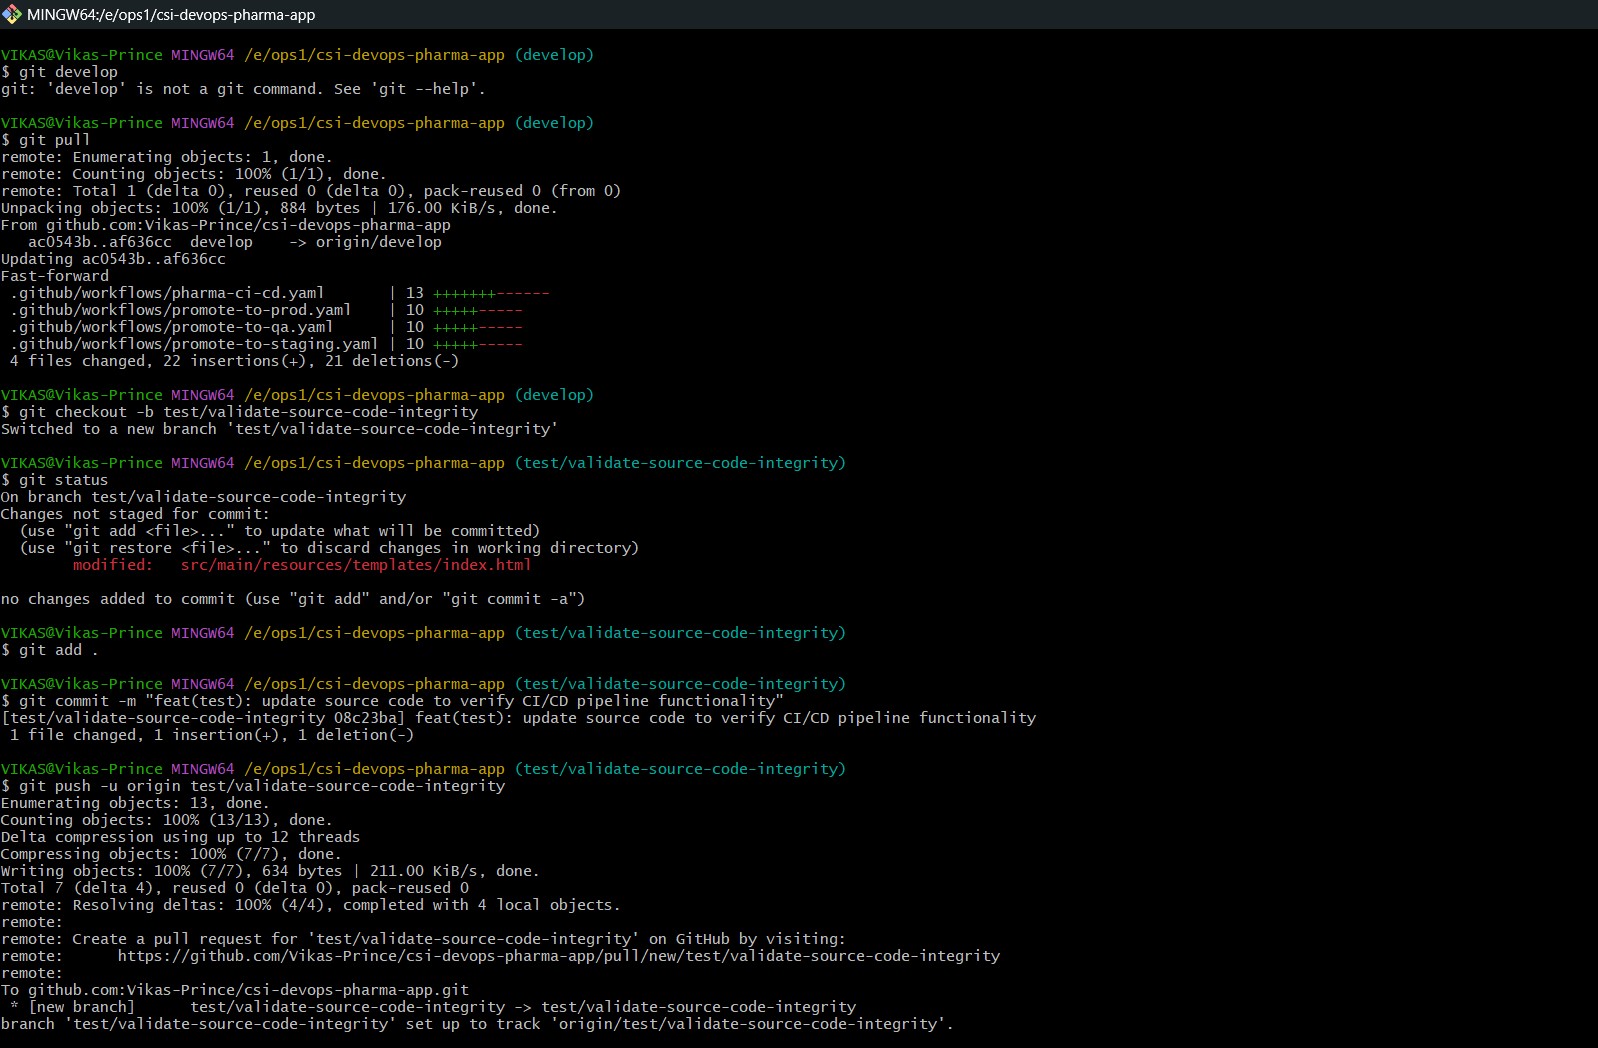 MINGW64:/e/ops1/csi-devops-pharma-app
VIKAS@Vikas-Prince MINGW64 /e/ops1/csi-devops-pharma-app (develop)
$ git develop
git: 'develop' is not a git command. See 'git --help'.
VIKAS@Vikas-Prince MINGW64 /e/ops1/csi-devops-pharma-app (develop)
$ git pull
remote: Enumerating objects: 1, done.
remote: Counting objects: 100% (1/1), done.
remote: Total 1 (delta 0), reused 0 (delta 0), pack-reused 0 (from 0)
Unpacking objects: 100% (1/1), 884 bytes | 176.00 KiB/s, done.
From github.com:Vikas-Prince/csi-devops-pharma-app
   ac0543b..af636cc  develop    -> origin/develop
Updating ac0543b..af636cc
Fast-forward
 .github/workflows/pharma-ci-cd.yaml       | 13 +++++++------
 .github/workflows/promote-to-prod.yaml    | 10 +++++-----
 .github/workflows/promote-to-qa.yaml      | 10 +++++-----
 .github/workflows/promote-to-staging.yaml | 10 +++++-----
 4 files changed, 22 insertions(+), 21 deletions(-)
VIKAS@Vikas-Prince MINGW64 /e/ops1/csi-devops-pharma-app (develop)
$ git checkout -b test/validate-source-code-integrity
Switched to a new branch 'test/validate-source-code-integrity'
VIKAS@Vikas-Prince MINGW64 /e/ops1/csi-devops-pharma-app (test/validate-source-code-integrity)
$ git status
On branch test/validate-source-code-integrity
Changes not staged for commit:
  (use "git add <file>..." to update what will be committed)
  (use "git restore <file>..." to discard changes in working directory)
        modified:   src/main/resources/templates/index.html
no changes added to commit (use "git add" and/or "git commit -a")
VIKAS@Vikas-Prince MINGW64 /e/ops1/csi-devops-pharma-app (test/validate-source-code-integrity)
$ git add .
VIKAS@Vikas-Prince MINGW64 /e/ops1/csi-devops-pharma-app (test/validate-source-code-integrity)
$ git commit -m "feat(test): update source code to verify CI/CD pipeline functionality"
[test/validate-source-code-integrity 08c23ba] feat(test): update source code to verify CI/CD pipeline functionality
 1 file changed, 1 insertion(+), 1 deletion(-)
VIKAS@Vikas-Prince MINGW64 /e/ops1/csi-devops-pharma-app (test/validate-source-code-integrity)
$ git push -u origin test/validate-source-code-integrity
Enumerating objects: 13, done.
Counting objects: 100% (13/13), done.
Delta compression using up to 12 threads
Compressing objects: 100% (7/7), done.
Writing objects: 100% (7/7), 634 bytes | 211.00 KiB/s, done.
Total 7 (delta 4), reused 0 (delta 0), pack-reused 0
remote: Resolving deltas: 100% (4/4), completed with 4 local objects.
remote:
remote: Create a pull request for 'test/validate-source-code-integrity' on GitHub by visiting:
remote:      https://github.com/Vikas-Prince/csi-devops-pharma-app/pull/new/test/validate-source-code-integrity
remote:
To github.com:Vikas-Prince/csi-devops-pharma-app.git
 * [new branch]      test/validate-source-code-integrity -> test/validate-source-code-integrity
branch 'test/validate-source-code-integrity' set up to track 'origin/test/validate-source-code-integrity'.